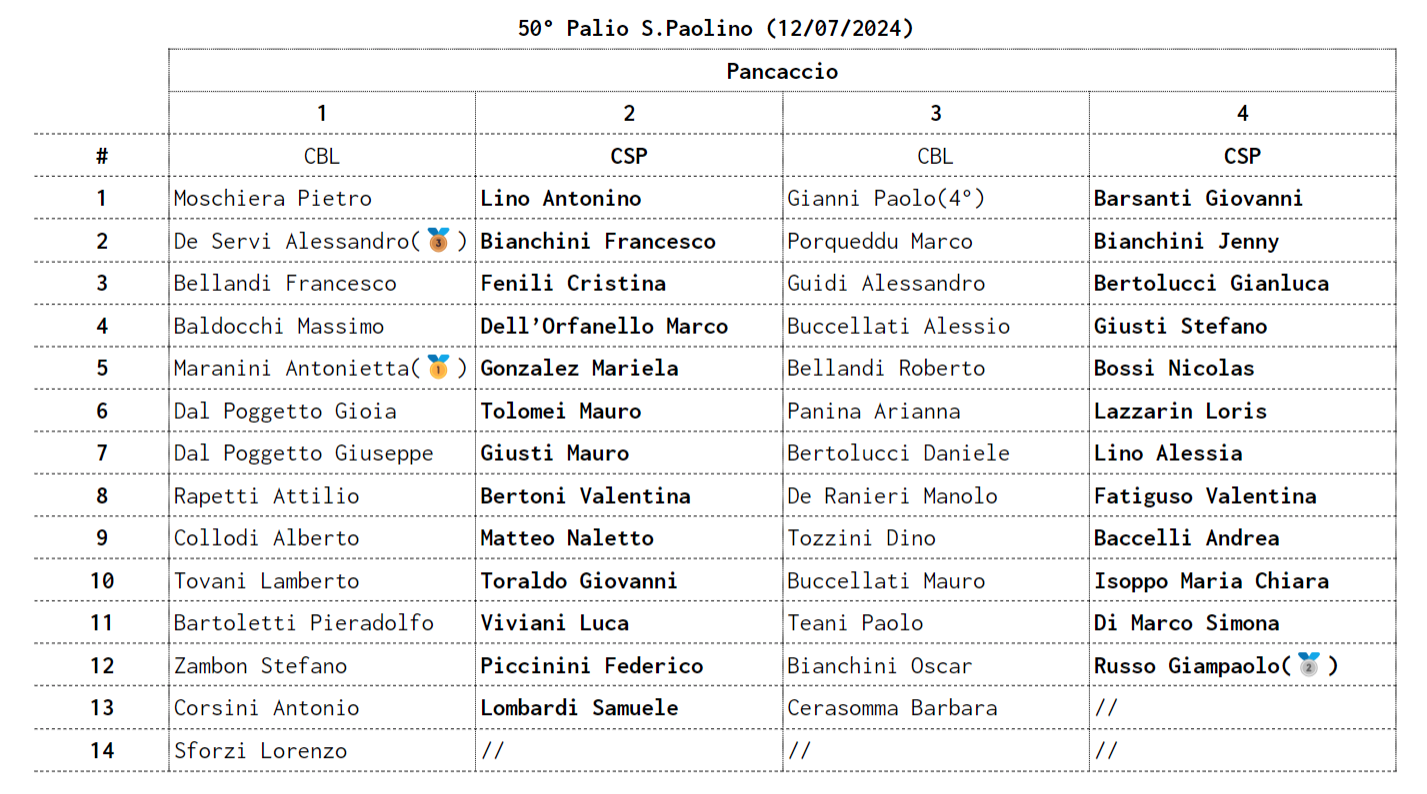 50° Palio S.Paolino (12/07/2024)
Pancaccio
1 2 3 4
# CBL CSP CBL CSP
1 Moschiera Pietro Lino Antonino Gianni Paolo(4°) Barsanti Giovanni
2 De Servi Alessandro(🥉) Bianchini Francesco Porqueddu Marco Bianchini Jenny
3 Bellandi Francesco Fenili Cristina Guidi Alessandro Bertolucci Gianluca
4 Baldocchi Massimo Dell’Orfanello Marco Buccellati Alessio Giusti Stefano
5 Maranini Antonietta(🥇) Gonzalez Mariela Bellandi Roberto Bossi Nicolas
6 Dal Poggetto Gioia Tolomei Mauro Panina Arianna Lazzarin Loris
7 Dal Poggetto Giuseppe Giusti Mauro Bertolucci Daniele Lino Alessia
8 Rapetti Attilio Bertoni Valentina De Ranieri Manolo Fatiguso Valentina
9 Collodi Alberto Matteo Naletto Tozzini Dino Baccelli Andrea
10 Tovani Lamberto Toraldo Giovanni Buccellati Mauro Isoppo Maria Chiara
11 Bartoletti Pieradolfo Viviani Luca Teani Paolo Di Marco Simona
12 Zambon Stefano Piccinini Federico Bianchini Oscar Russo Giampaolo(🥈)
13 Corsini Antonio Lombardi Samuele Cerasomma Barbara //
14 Sforzi Lorenzo // // //